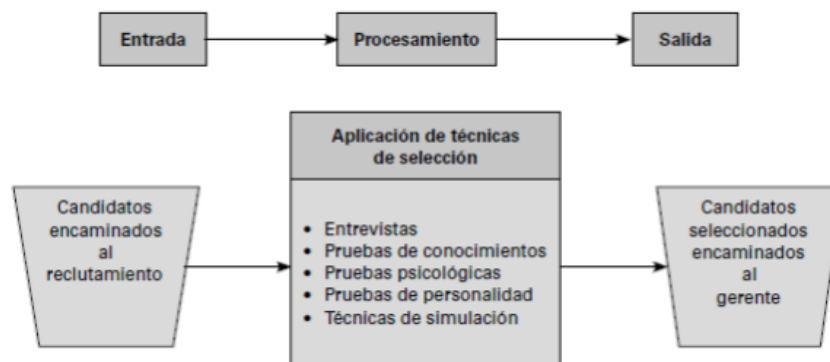 Entrada
Procesamiento
Salida
Aplicación de técnicas
de selección
Candidatos
encaminados
al
reclutamiento
• Entrevistas
• Pruebas de conocimientos
• Pruebas psicológicas
• Pruebas de personalidad
• Técnicas de simulación
Candidatos
seleccionados
encaminados
al
gerente